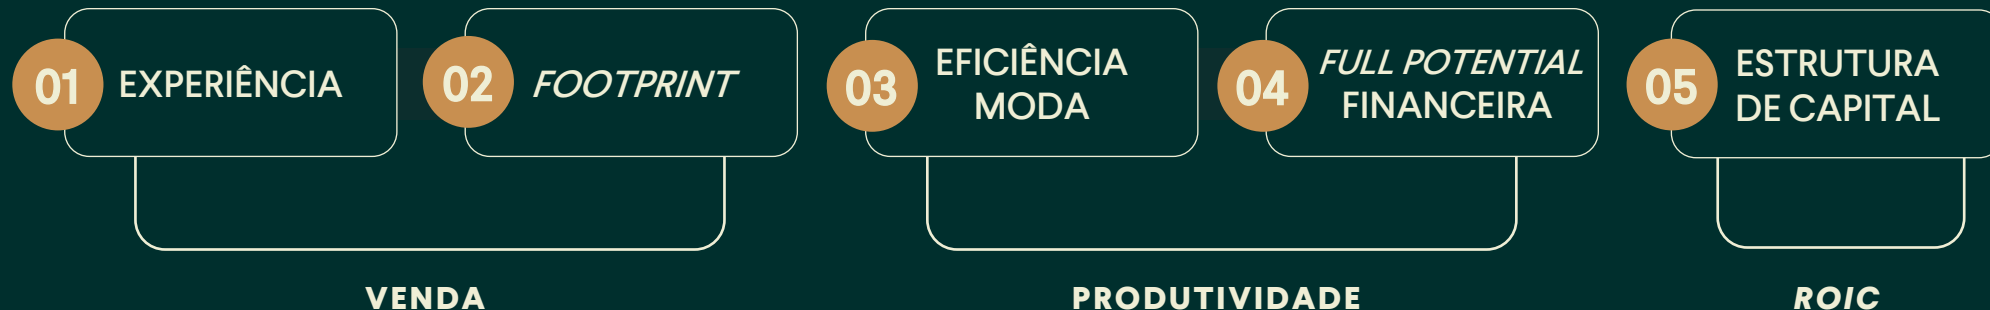 01
EXPERIÊNCIA
02
FOOTPRINT
03
EFICIÊNCIA
MODA
04
FULL POTENTIAL
FINANCEIRA
05
ESTRUTURA
DE CAPITAL
VENDA
PRODUTIVIDADE
ROIC